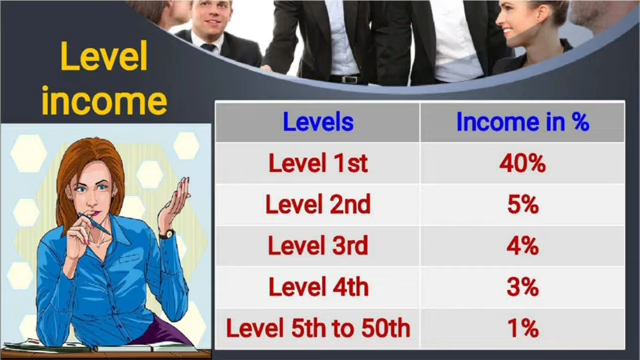 Level
income
Levels Income in %
Level 1st 40%
Level 2nd 5%
Level 3rd 4%
Level 4th 3%
Level 5th to 50th 1%